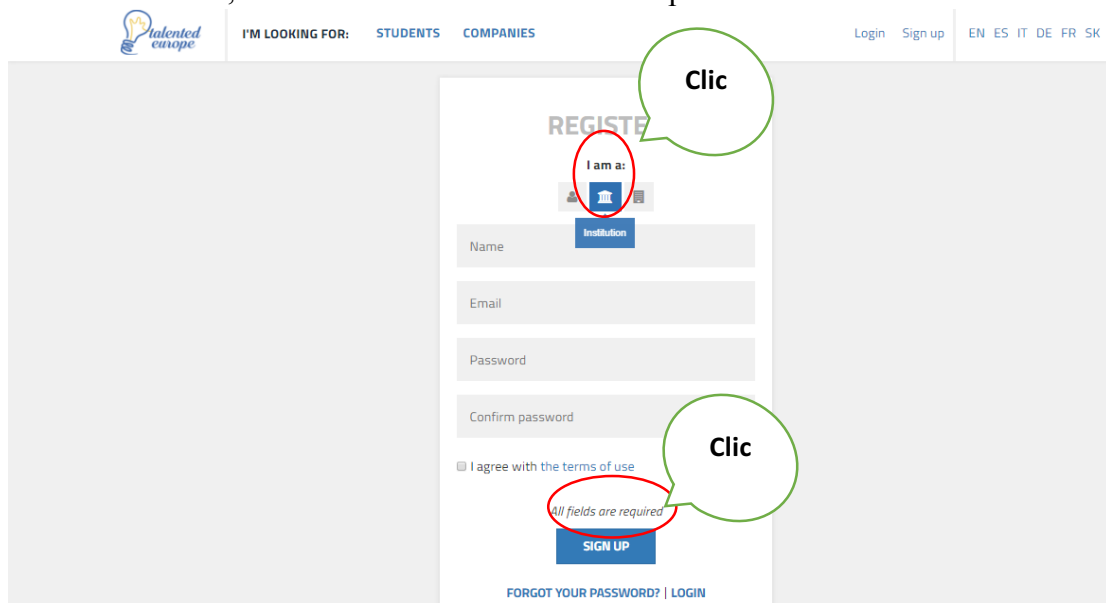 talented
europe
I'M LOOKING FOR: STUDENTS COMPANIES Login Sign up EN ES IT DE FR SK
Clic
REGISTE
I am a:
Institution
Name
Email
Password
Confirm password
Clic
I agree with the terms of use
All fields are required
SIGN UP
FORGOT YOUR PASSWORD? | LOGIN